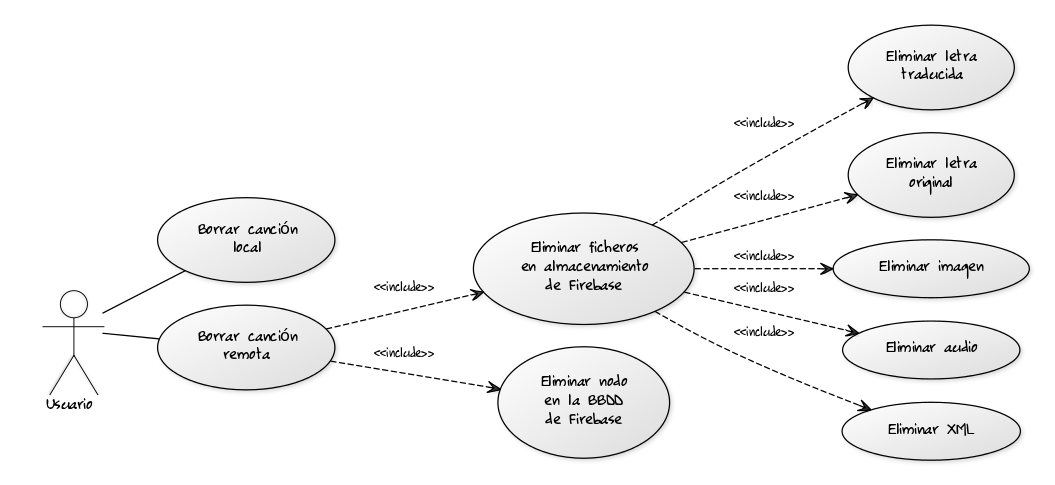 Eliminar letra
traducida
<<include>>
Eliminar letra
original
<<include>>
Borrar canción
local
Eliminar ficheros
en almacenamiento
de Firebase
<<include>>
Eliminar imagen
<<include>>
<<include>>
Borrar canción
remota
<<include>>
Eliminar audio
<<include>>
Eliminar nodo
en la BBDD
de Firebase
Usuario
Eliminar XML